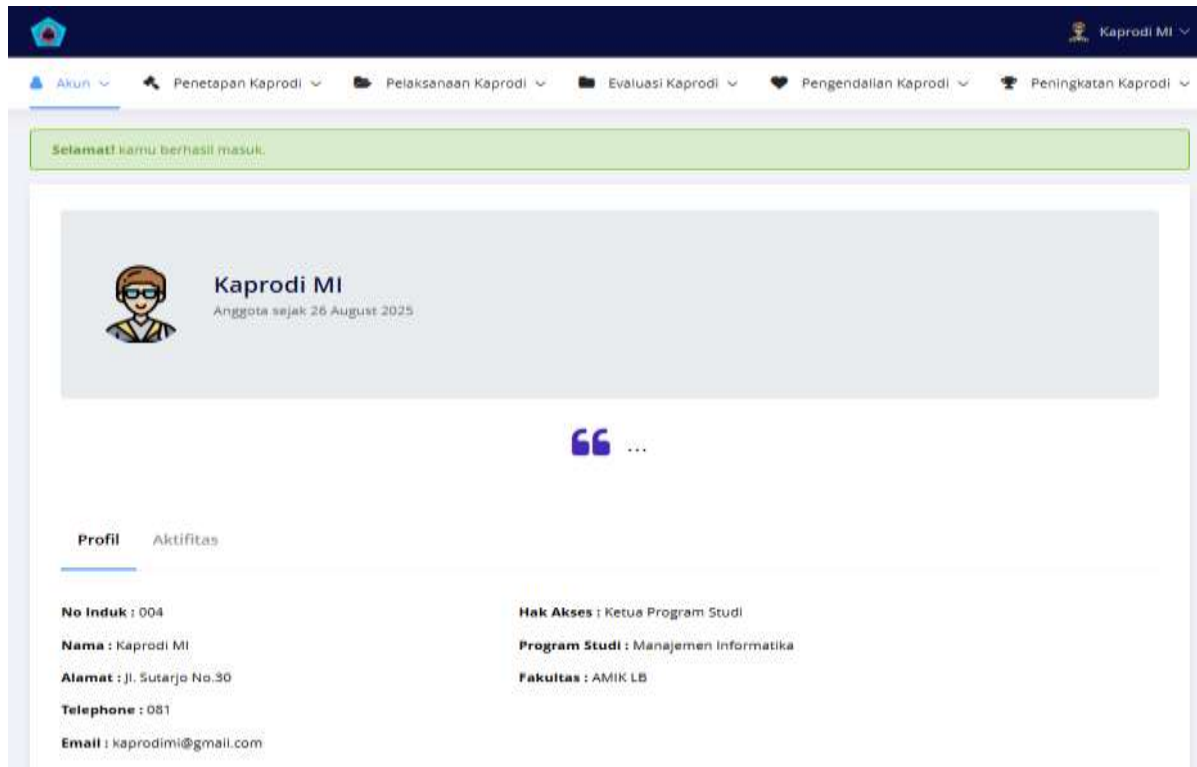 Kaprodi MI
Akun Penetapan Kaprodi Pelaksanaan Kaprodi Evaluasi Kaprodi Pengendalian Kaprodi Peningkatan Kaprodi
Selamat! kamu berhasil masuk.
Kaprodi MI
Anggota sejak 26 August 2025
“ ...
Profil Aktifitas
No Induk : 004
Hak Akses : Ketua Program Studi
Nama : Kaprodi MI
Program Studi : Manajemen Informatika
Alamat : Jl. Sutarjo No.30
Fakultas : AMIK LB
Telephone : 081
Email : kaprodimi@gmail.com